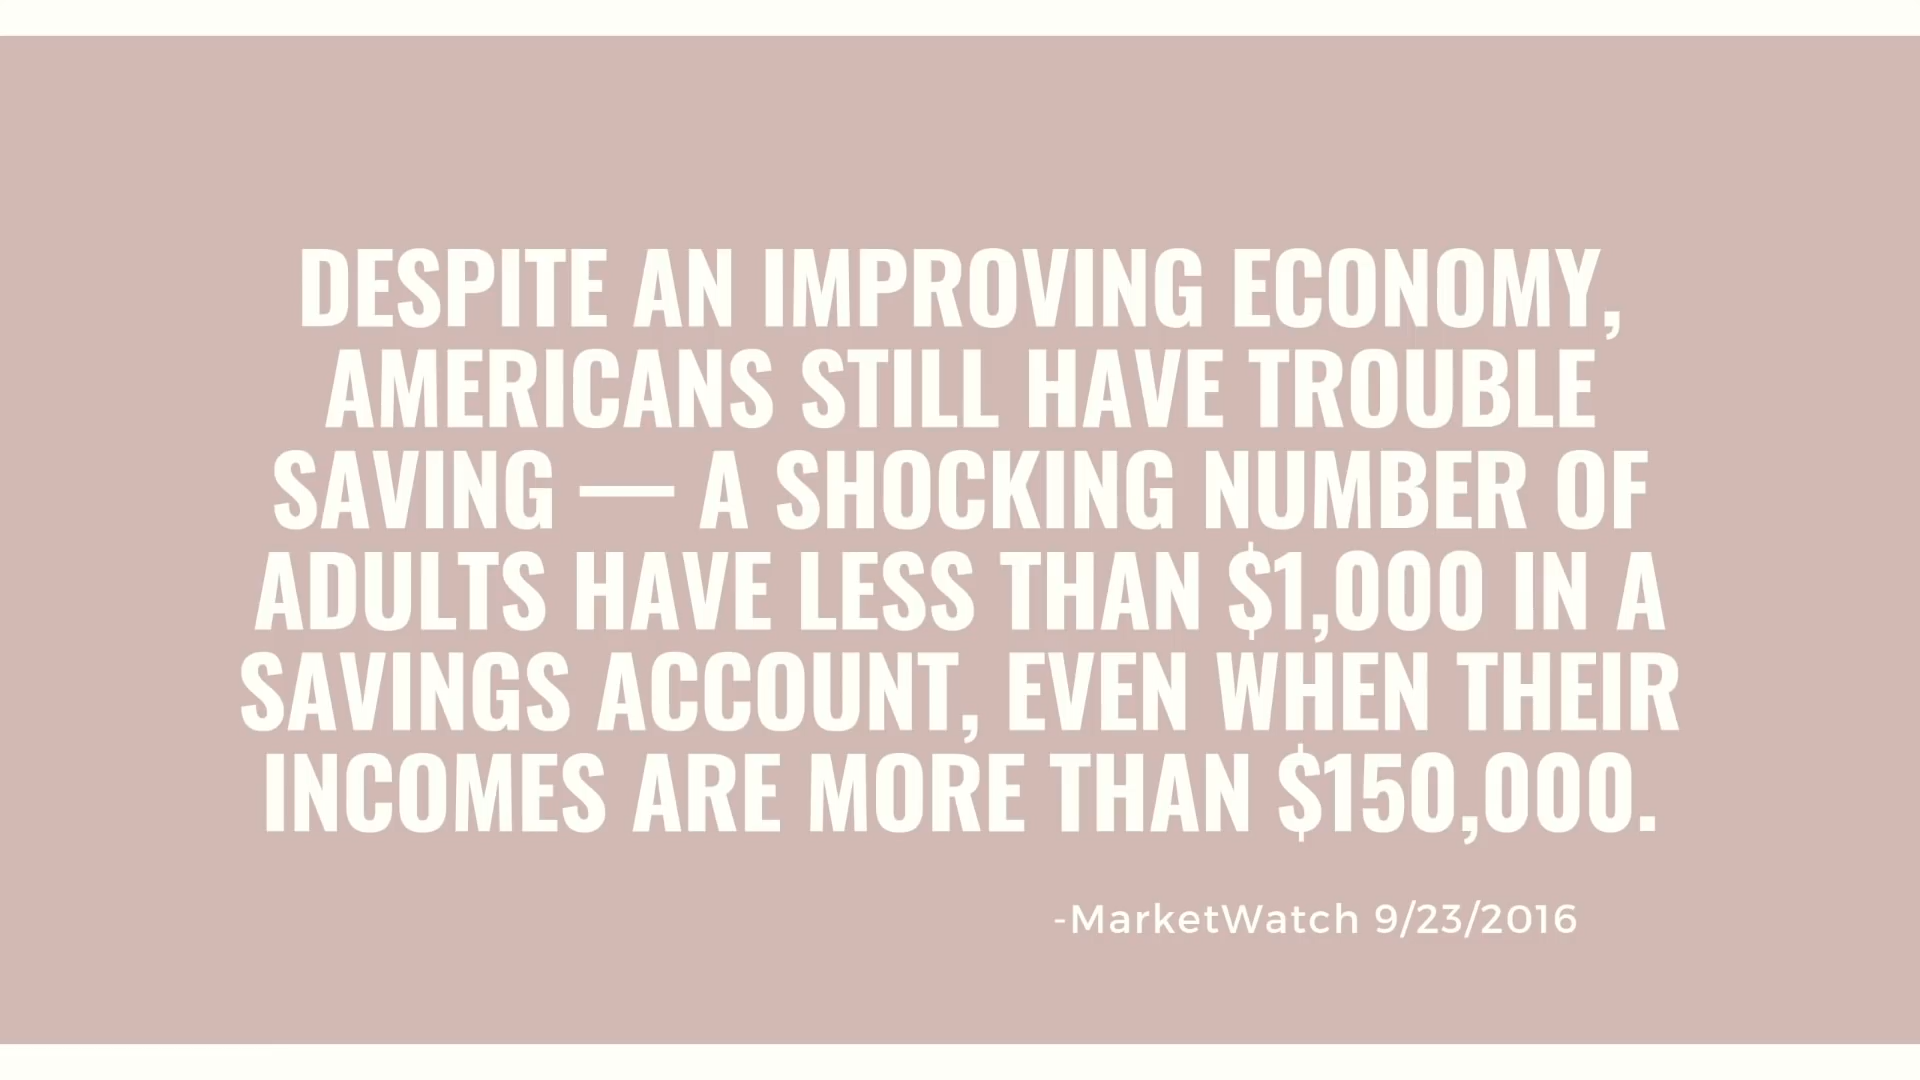 DESPITE AN IMPROVING ECONOMY,
AMERICANS STILL HAVE TROUBLE
SAVING — A SHOCKING NUMBER OF
ADULTS HAVE LESS THAN $1,000 IN A
SAVINGS ACCOUNT, EVEN WHEN THEIR
INCOMES ARE MORE THAN $150,000.
-MarketWatch 9/23/2016